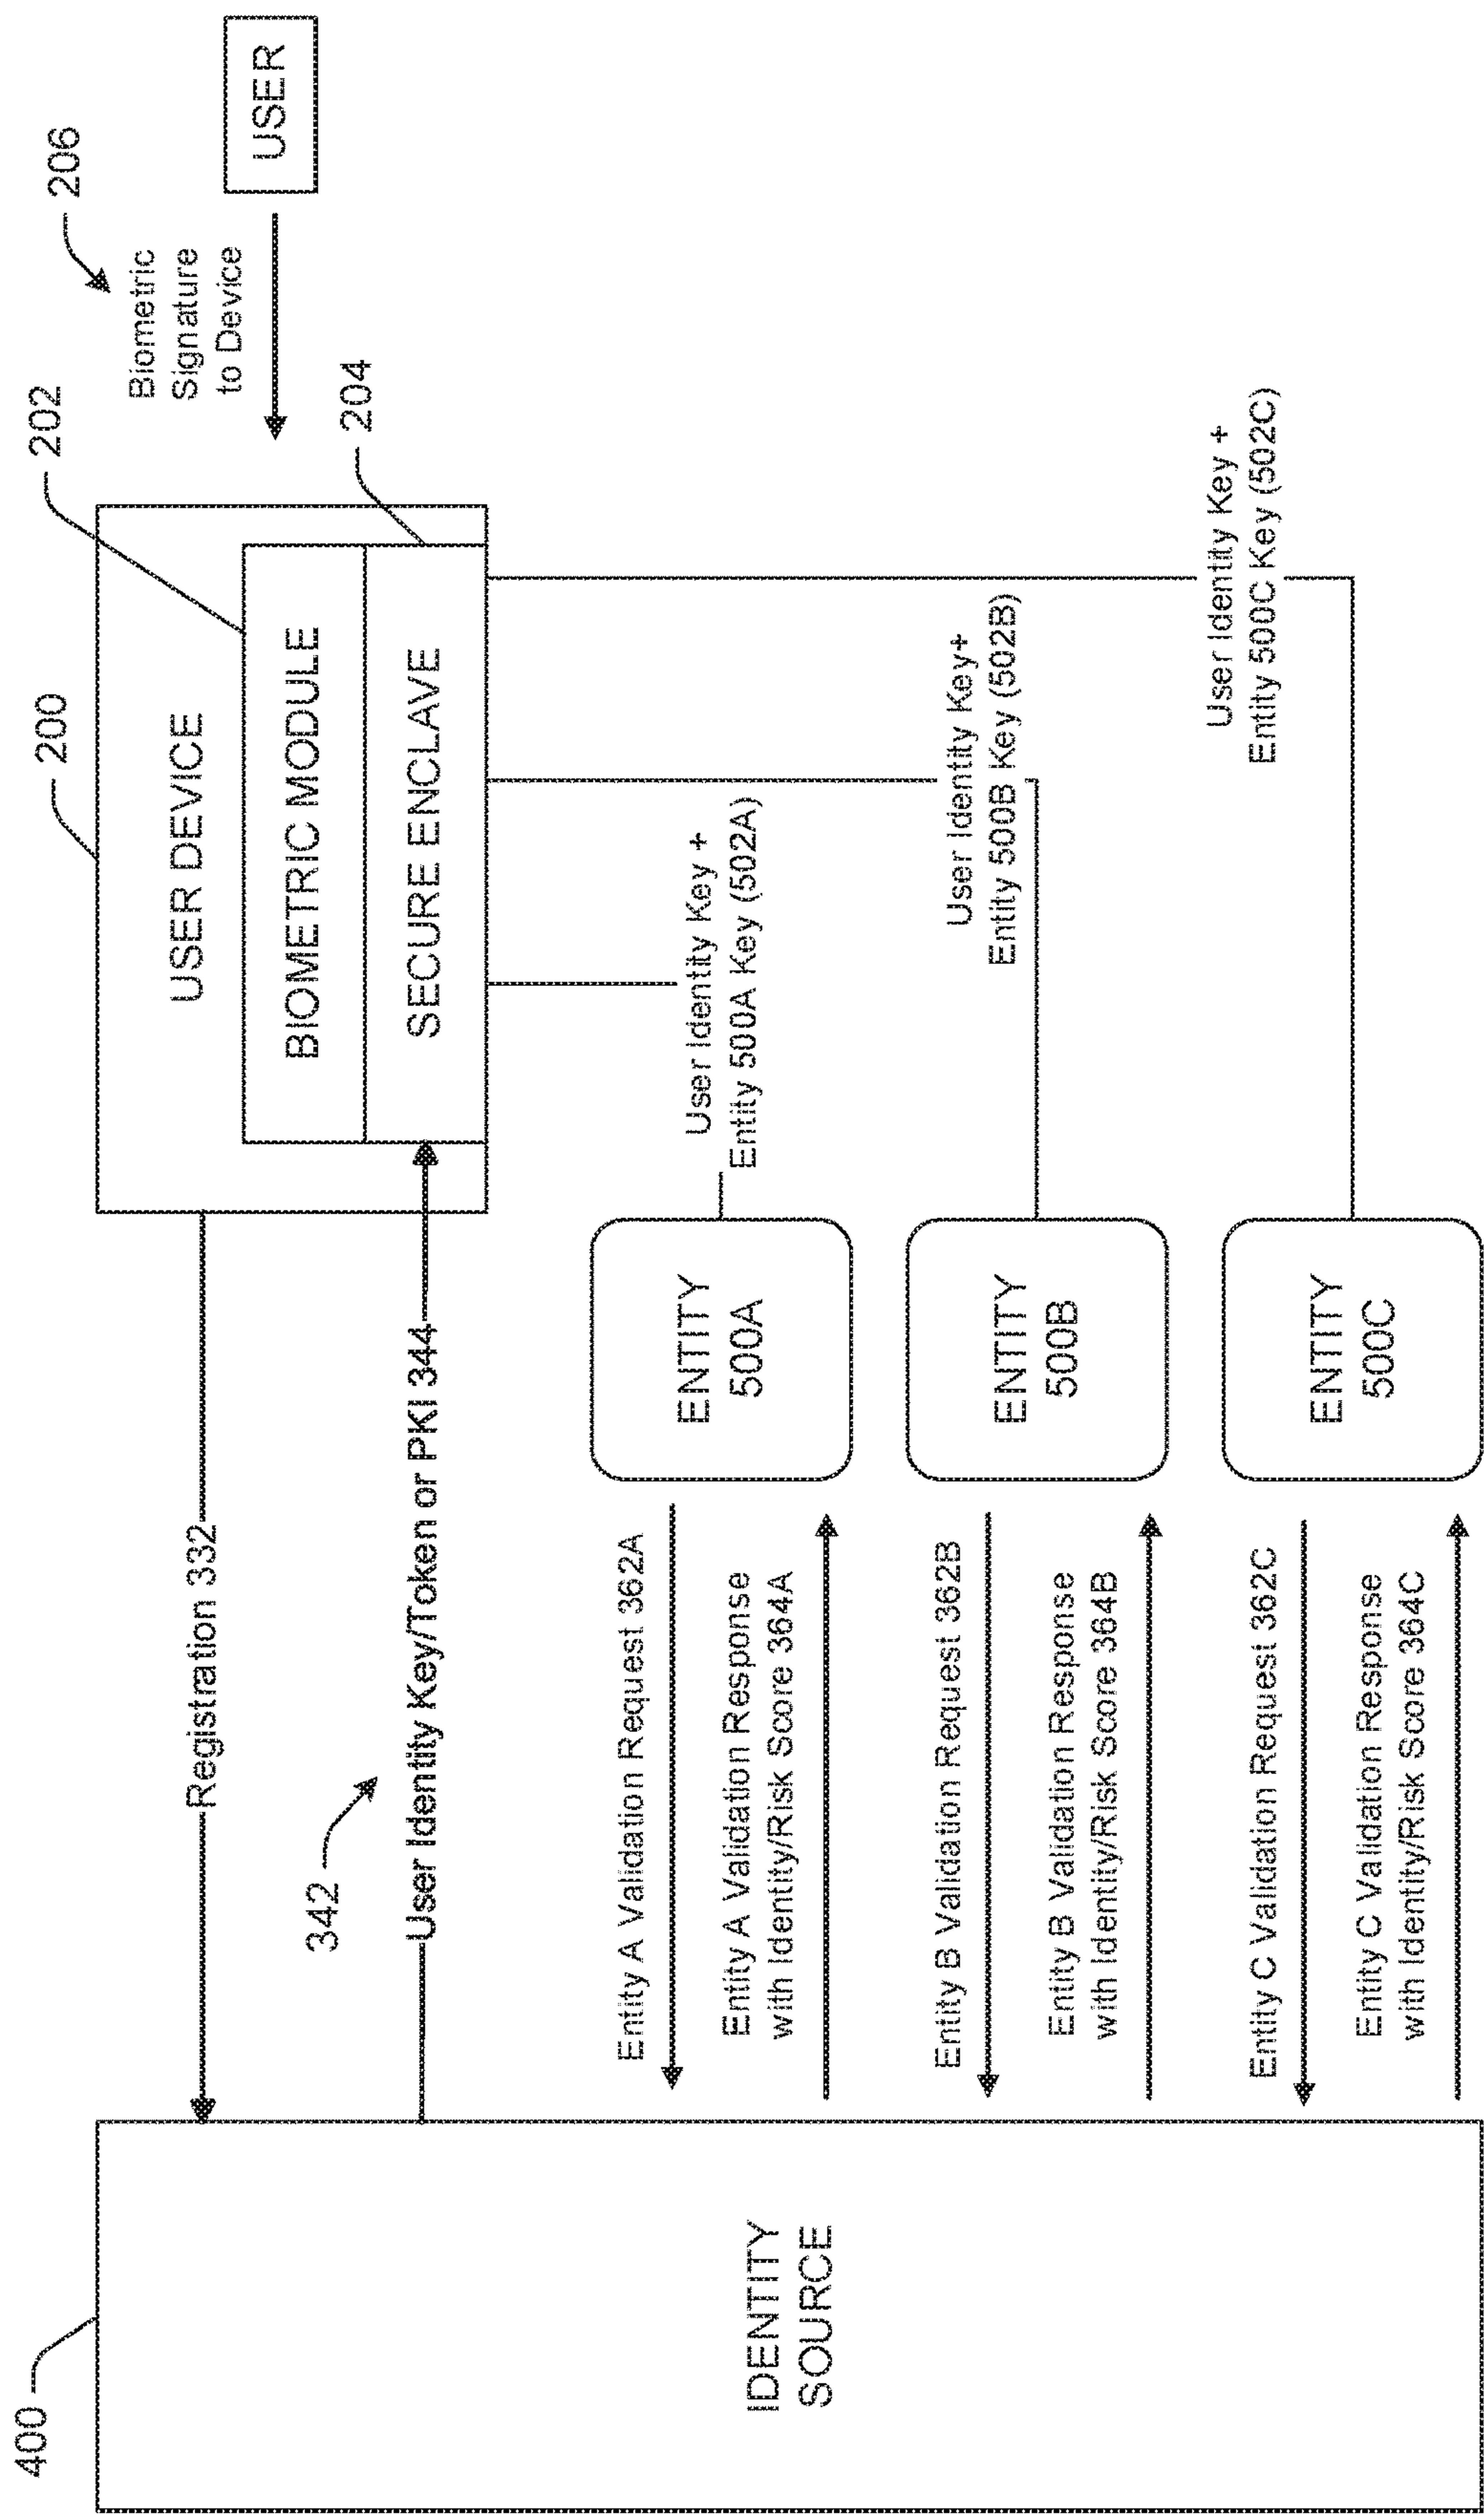 400
IDENTITY
SOURCE
Registration 332
342
User Identity Key/Token or PKI 344
200
USER DEVICE
202
BIOMETRIC MODULE
SECURE ENCLAVE
204
206
Biometric
Signature
to Device
USER
Entity A Validation Request 362A
Entity A Validation Response
with Identity/Risk Score 364A
ENTITY
500A
User Identity Key +
Entity 500A Key (502A)
Entity B Validation Request 362B
Entity B Validation Response
with Identity/Risk Score 364B
ENTITY
500B
User Identity Key+
Entity 500B Key (502B)
Entity C Validation Request 362C
Entity C Validation Response
with Identity/Risk Score 364C
ENTITY
500C
User Identity Key +
Entity 500C Key (502C)